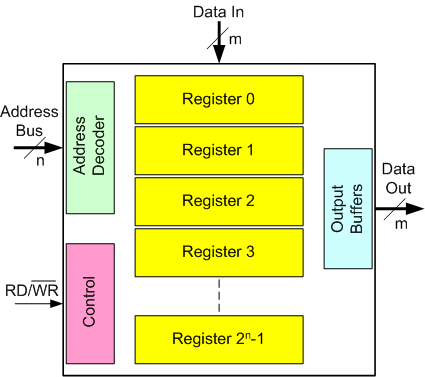 Data In
m
Address
Bus
n
Address
Decoder
Register 0
Register 1
Register 2
Register 3
Register 2ⁿ-1
Output
Buffers
Data
Out
m
RD/W̅R̅
Control